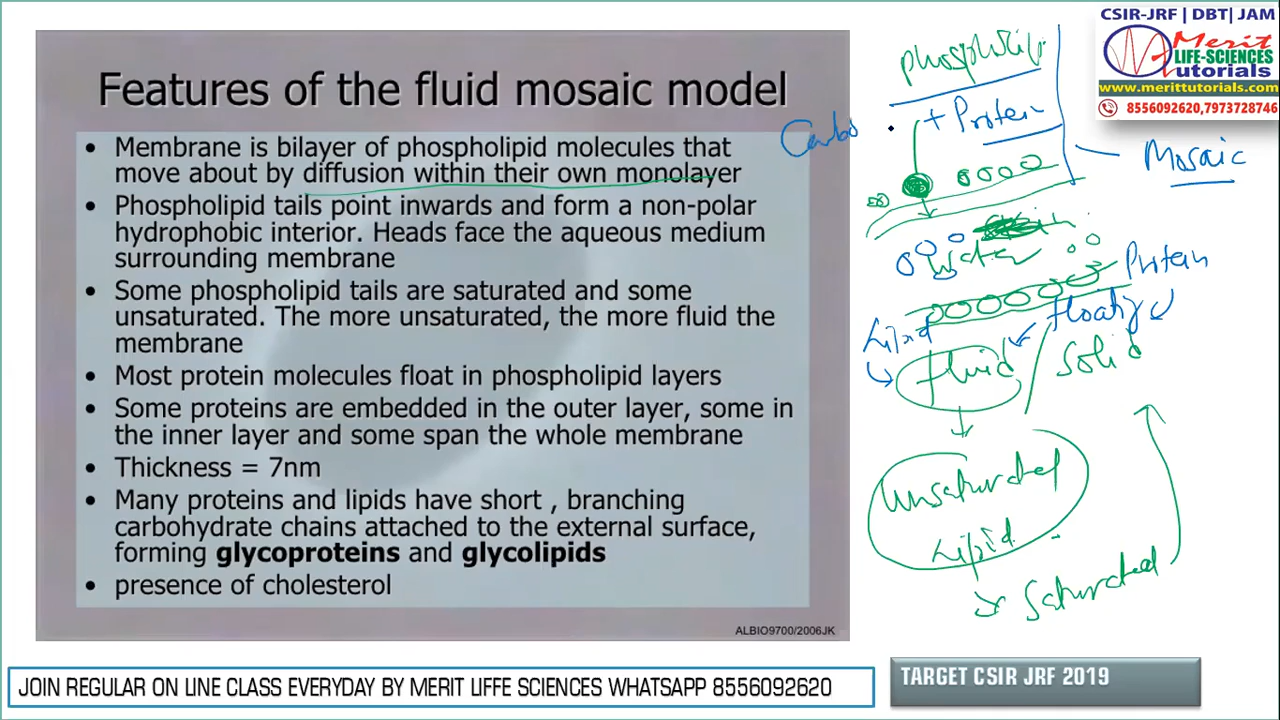 Features of the fluid mosaic model
• Membrane is bilayer of phospholipid molecules that
move about by diffusion within their own monolayer
• Phospholipid tails point inwards and form a non-polar
hydrophobic interior. Heads face the aqueous medium
surrounding membrane
• Some phospholipid tails are saturated and some
unsaturated. The more unsaturated, the more fluid the
membrane
• Most protein molecules float in phospholipid layers
• Some proteins are embedded in the outer layer, some in
the inner layer and some span the whole membrane
• Thickness = 7nm
• Many proteins and lipids have short , branching
carbohydrate chains attached to the external surface,
forming glycoproteins and glycolipids
• presence of cholesterol
ALBIO9700/2006JK
CSIR-JRF | DBT| JAM
Merit
LIFE-SCIENCES
Tutorials
www.merittutorials.com
8556092620,7973728746
+ Protein
Carbo
Mosaic
water
Protein
Lipid
fluid
/
Solid
unsaturated
Lipid
Saturated
JOIN REGULAR ON LINE CLASS EVERYDAY BY MERIT LIFFE SCIENCES WHATSAPP 8556092620
TARGET CSIR JRF 2019